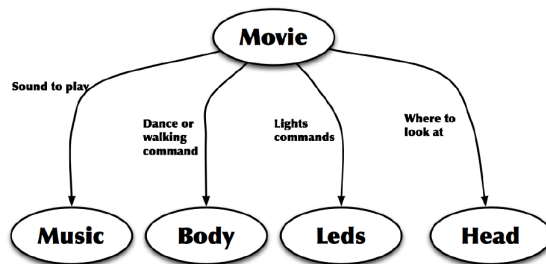 Movie
Sound to play
Dance or
walking
command
Lights
commands
Where to
look at
Music
Body
Leds
Head